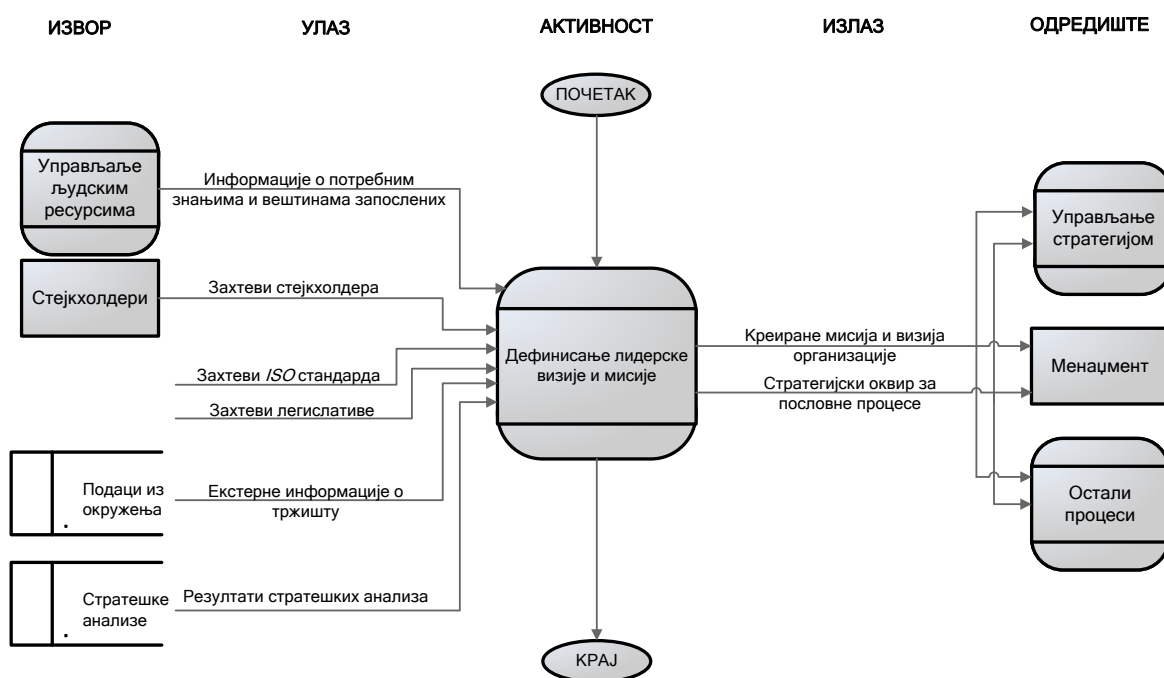 ИЗВОР
УЛАЗ
АКТИВНОСТ
ИЗЛАЗ
ОДРЕДИШТЕ
ПОЧЕТАК
Управљаље
људским
ресурсима
Информације о потребним
знањима и вештинама запослених
Стејкхолдери
Захтеви стејкхолдера
Захтеви ISO стандарда
Захтеви легислативе
Подаци из
окружења
Екстерне информације о
тржишту
Стратешке
анализе
Резултати стратешких анализа
Дефинисање лидерске
визије и мисије
Креиране мисија и визија
организације
Стратегијски оквир за
пословне процесе
Управљање
стратегијом
Менаџмент
Остали
процеси
КРАЈ